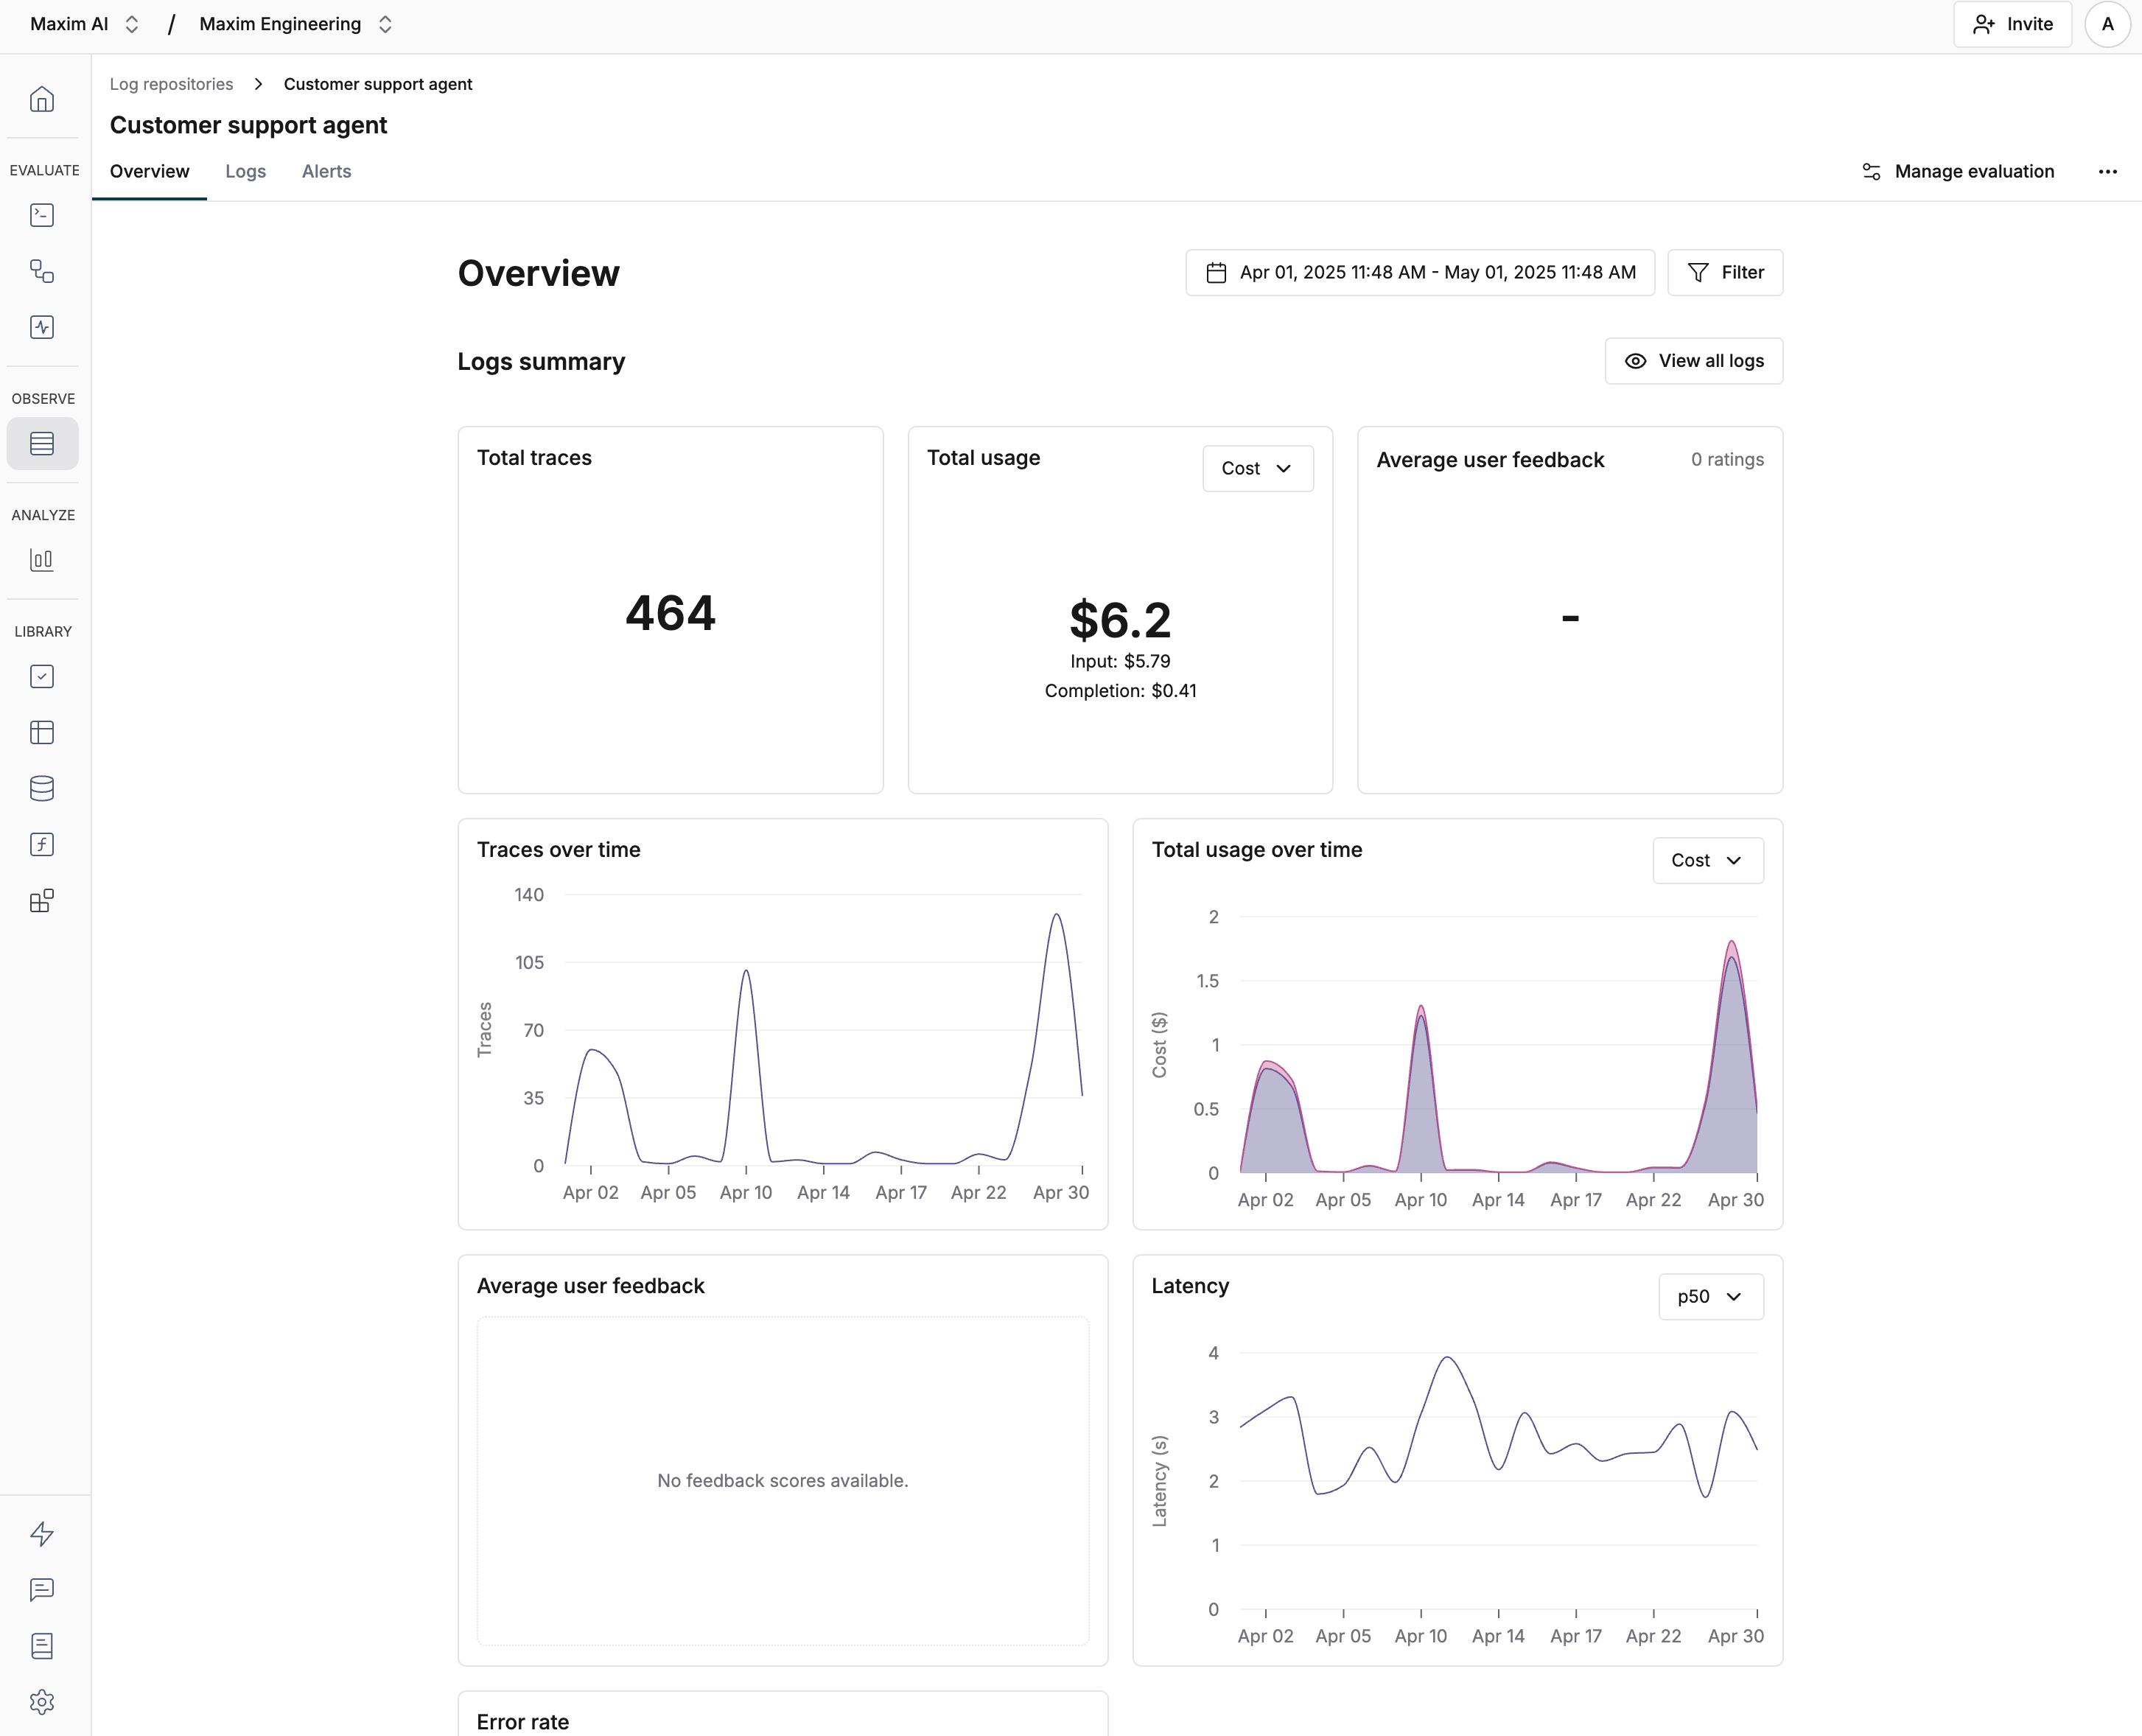 Maxim AI / Maxim Engineering
Invite
A
Log repositories > Customer support agent
Customer support agent
Overview
Logs
Alerts
Manage evaluation
EVALUATE
OBSERVE
ANALYZE
LIBRARY
Overview
Apr 01, 2025 11:48 AM - May 01, 2025 11:48 AM
Filter
Logs summary
View all logs
Total traces
464
Total usage
Cost
$6.2
Input: $5.79
Completion: $0.41
Average user feedback
0 ratings
-
Traces over time
Traces
140
105
70
35
0
Apr 02
Apr 05
Apr 10
Apr 14
Apr 17
Apr 22
Apr 30
Total usage over time
Cost
Cost ($)
2
1.5
1
0.5
0
Apr 02
Apr 05
Apr 10
Apr 14
Apr 17
Apr 22
Apr 30
Average user feedback
No feedback scores available.
Latency
p50
Latency (s)
4
3
2
1
0
Apr 02
Apr 05
Apr 10
Apr 14
Apr 17
Apr 22
Apr 30
Error rate